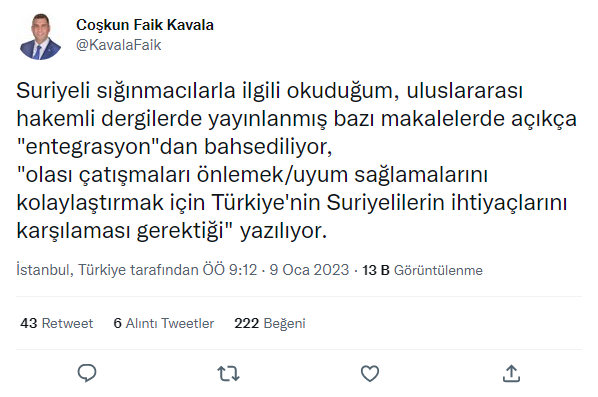 Coşkun Faik Kavala
@KavalaFaik
Suriyeli sığınmacılarla ilgili okuduğum, uluslararası
hakemli dergilerde yayınlanmış bazı makalelerde açıkça
"entegrasyon"dan bahsediliyor,
"olası çatışmaları önlemek/uyum sağlamalarını
kolaylaştırmak için Türkiye'nin Suriyelilerin ihtiyaçlarını
karşılaması gerektiği" yazılıyor.
İstanbul, Türkiye tarafından ÖÖ 9:12 · 9 Oca 2023 · 13 B Görüntülenme
43 Retweet 6 Alıntı Tweetler 222 Beğeni